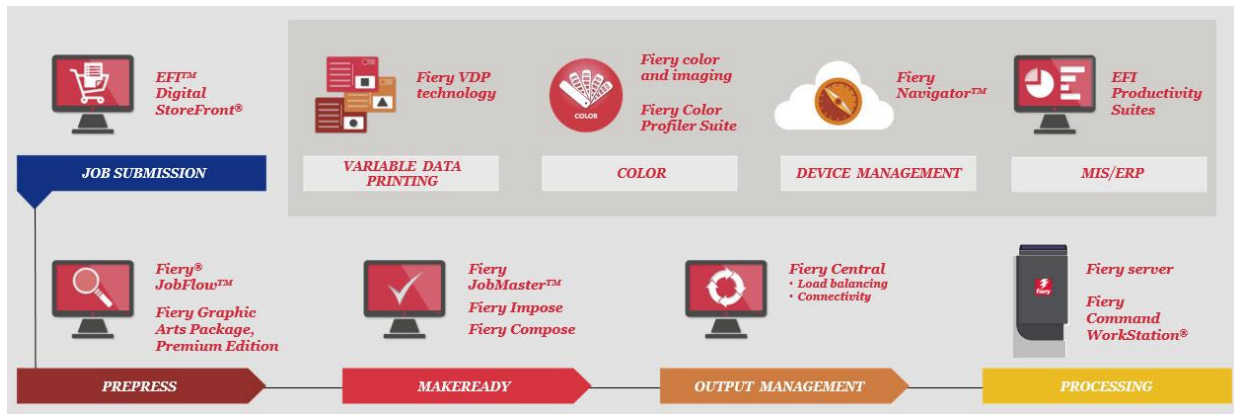 EFI™
Digital
StoreFront®
JOB SUBMISSION
Fiery VDP
technology
VARIABLE DATA
PRINTING
COLOR
Fiery color
and imaging
Fiery Color
Profiler Suite
COLOR
Fiery
Navigator™
DEVICE MANAGEMENT
EFI
Productivity
Suites
MIS/ERP
Fiery®
JobFlow™
Fiery Graphic
Arts Package,
Premium Edition
PREPRESS
Fiery
JobMaster™
Fiery Impose
Fiery Compose
MAKEREADY
Fiery Central
• Load balancing
• Connectivity
OUTPUT MANAGEMENT
fiery
Fiery server
Fiery
Command
WorkStation®
PROCESSING